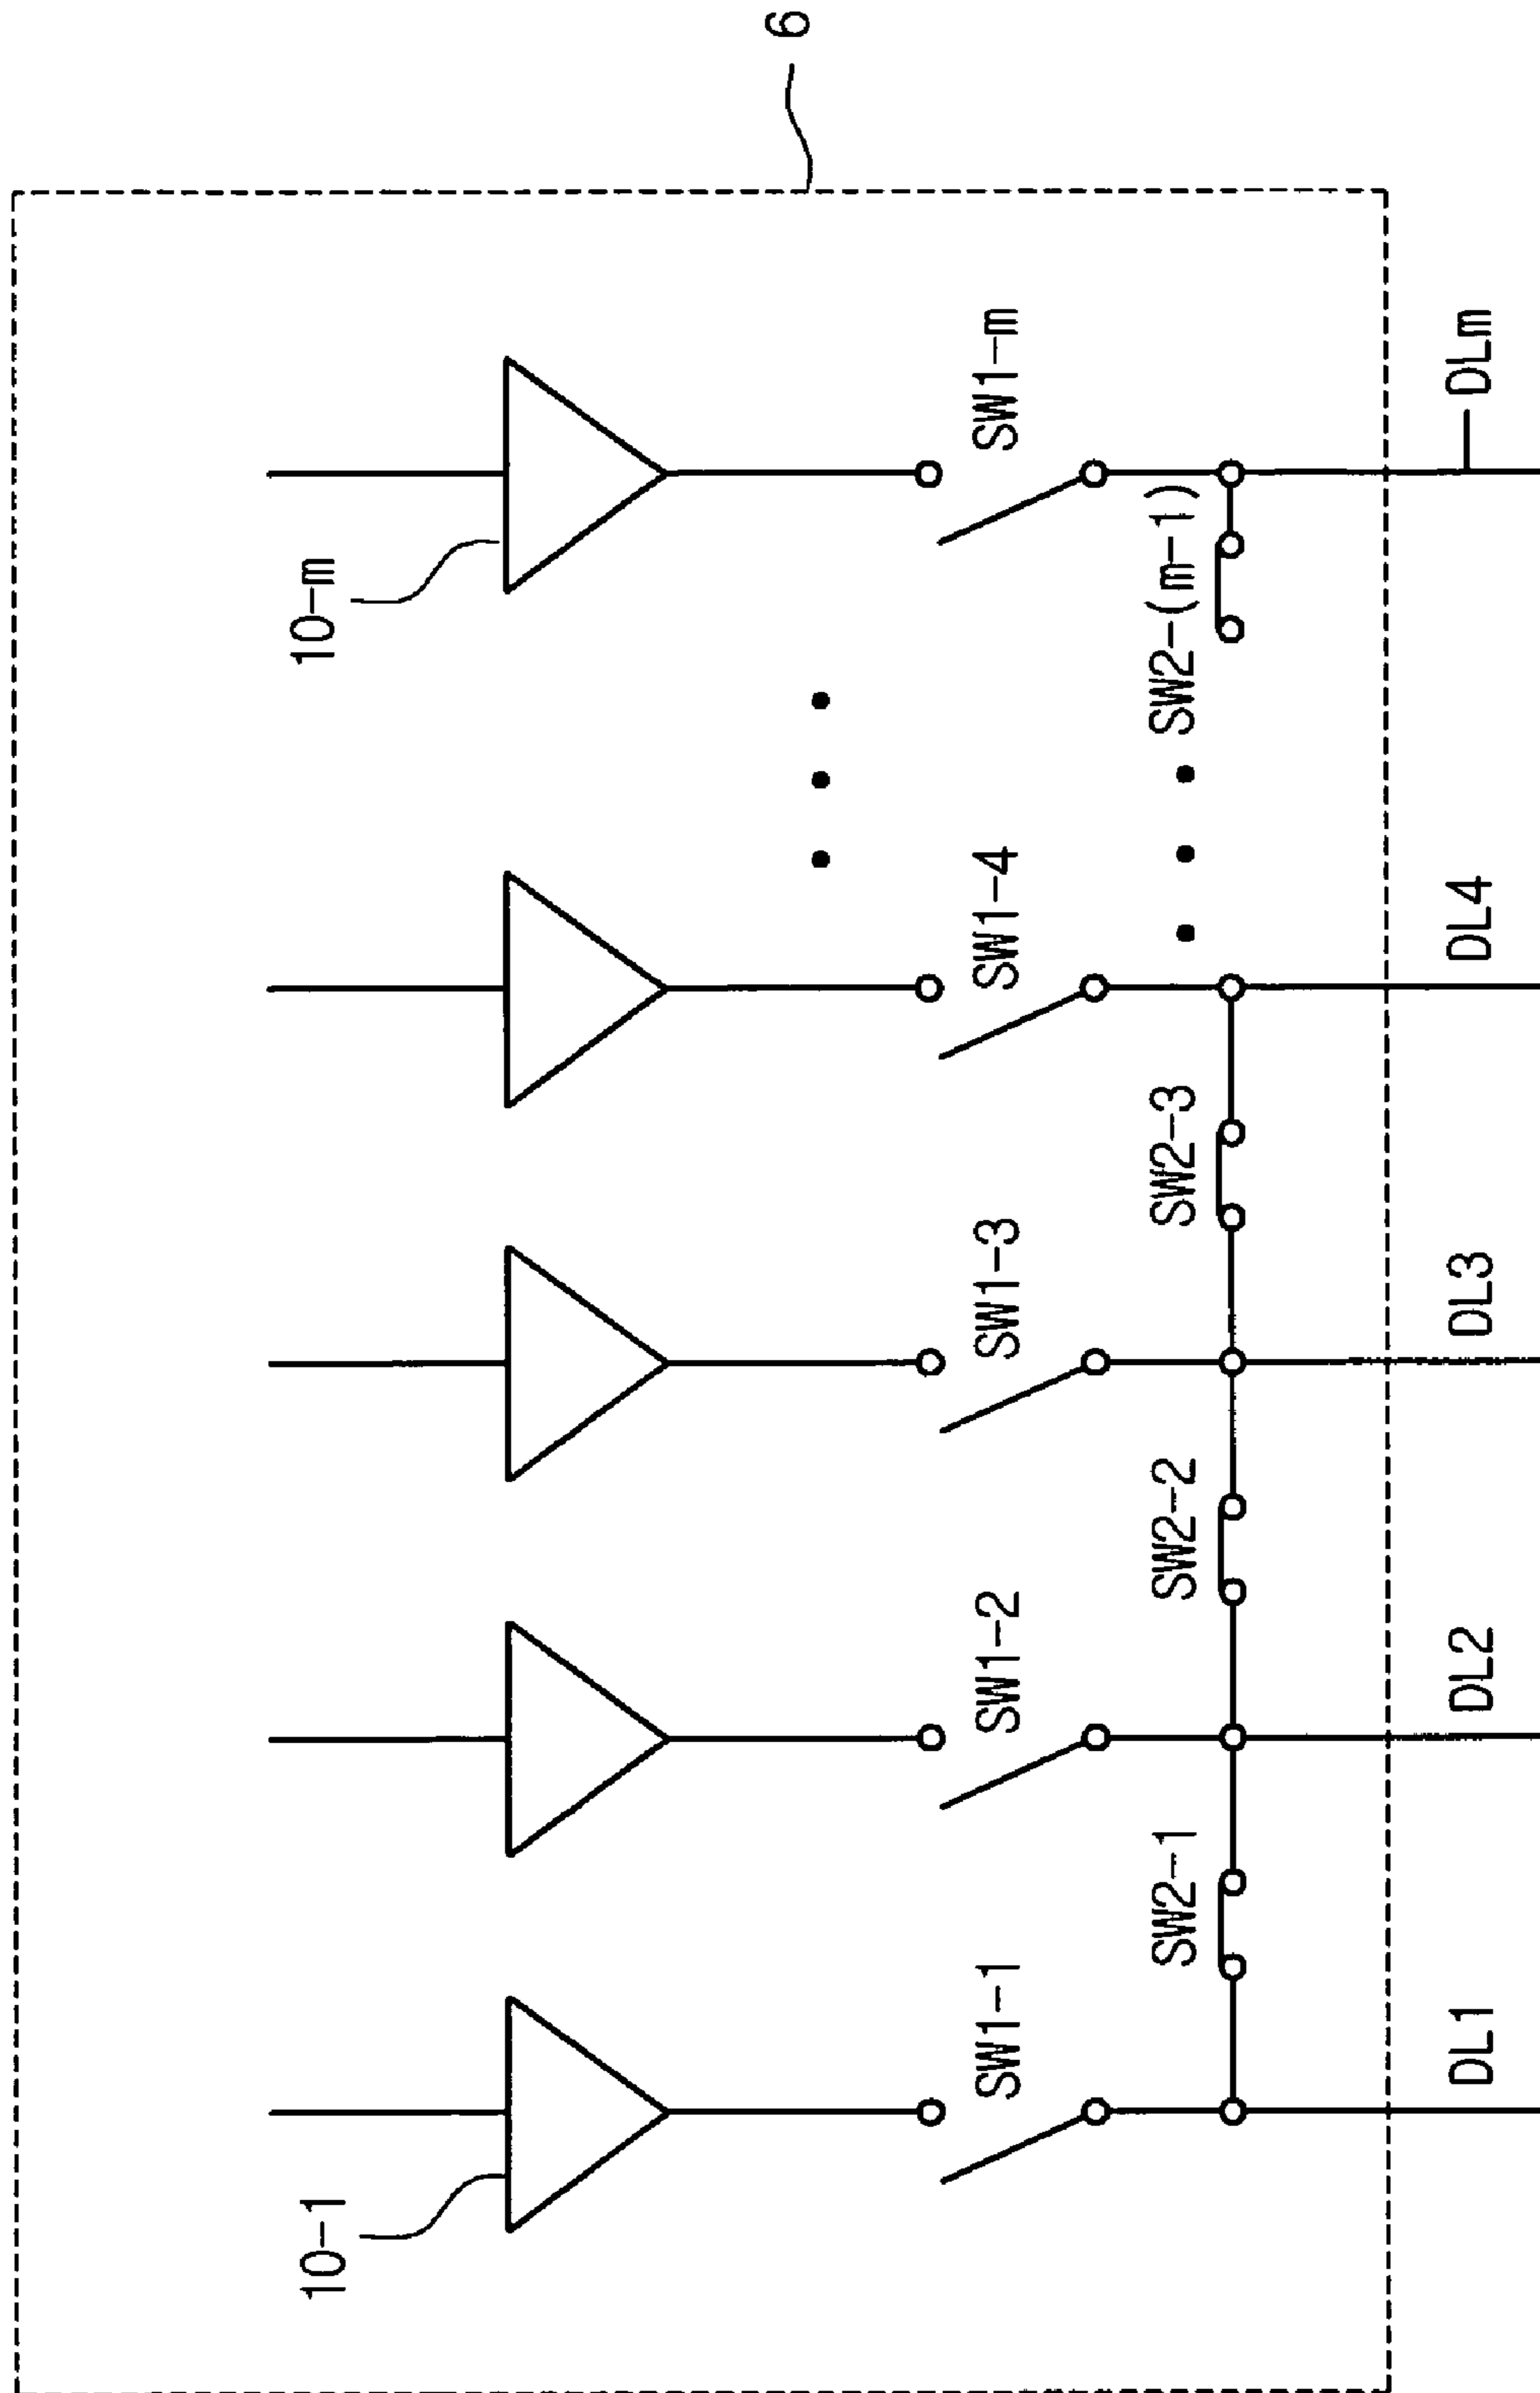 6
10-1
10-m
SW1-1
SW1-2
SW1-3
SW1-4
SW1-m
SW2-1
SW2-2
SW2-3
SW2-(m-1)
DL1
DL2
DL3
DL4
DLm